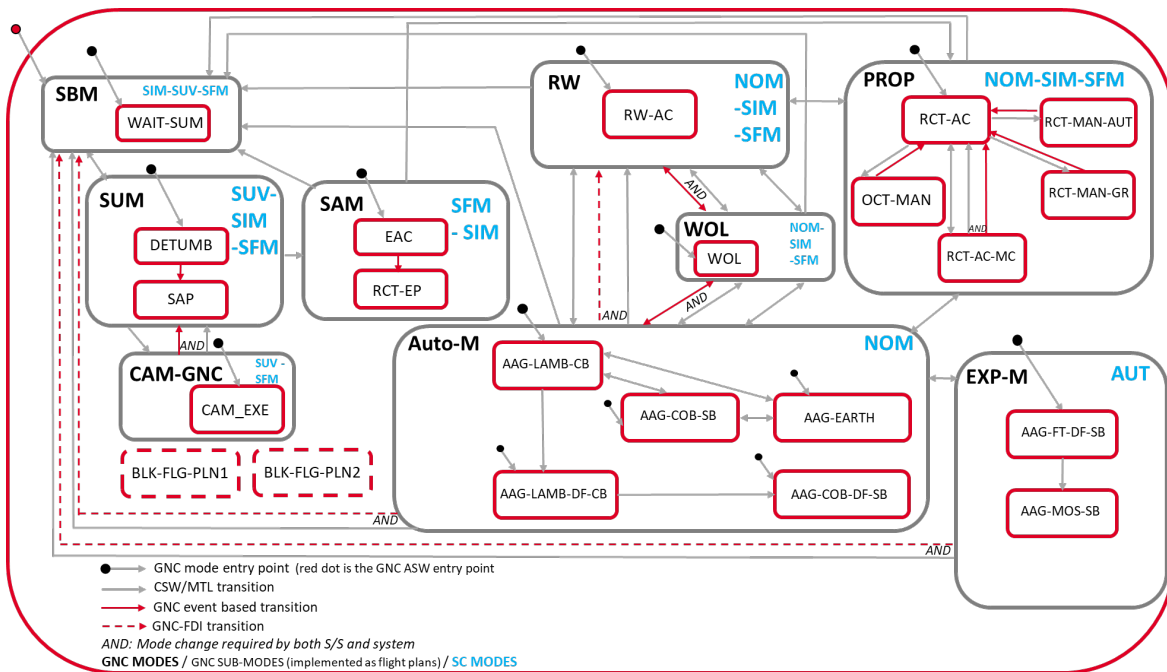 SBM
SIM-SUV-SFM
WAIT-SUM
RW
NOM
-SIM
-SFM
RW-AC
PROP
NOM-SIM-SFM
RCT-AC
RCT-MAN-AUT
OCT-MAN
RCT-MAN-GR
AND
RCT-AC-MC
SUM
SUV-
SIM
-SFM
DETUMB
SAP
SAM
SFM
- SIM
EAC
RCT-EP
AND
WOL
NOM-
SIM
-SFM
WOL
AND
AND
AND
CAM-GNC
SUV -
SFM
CAM_EXE
Auto-M
NOM
AAG-LAMB-CB
AAG-COB-SB
AAG-EARTH
AAG-LAMB-DF-CB
AAG-COB-DF-SB
EXP-M
AUT
AAG-FT-DF-SB
AAG-MOS-SB
BLK-FLG-PLN1
BLK-FLG-PLN2
AND
AND
GNC mode entry point (red dot is the GNC ASW entry point
CSW/MTL transition
GNC event based transition
GNC-FDI transition
AND: Mode change required by both S/S and system
GNC MODES / GNC SUB-MODES (implemented as flight plans) / SC MODES